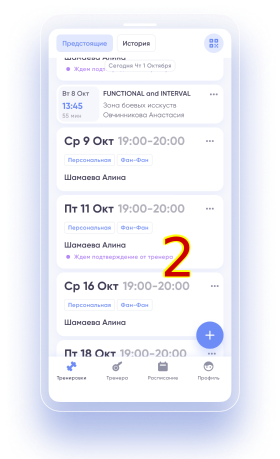 Предстоящие История
Шамаева Алина
Ждем подт
Сегодня Чт 1 Октября
Вт 8 Окт FUNCTIONAL and INTERVAL
13:45 Зона боевых искусств
55 мин Овчинникова Анастасия
Ср 9 Окт 19:00-20:00
Персональная Фан-Фан
Шамаева Алина
Пт 11 Окт 19:00-20:00
Персональная Фан-Фан
Шамаева Алина
Ждем подтверждение от тренера
2
Ср 16 Окт 19:00-20:00
Персональная Фан-Фан
Шамаева Алина
Пт 18 Окт 19:00-20:00
Тренировки Тренера Расписание Профиль